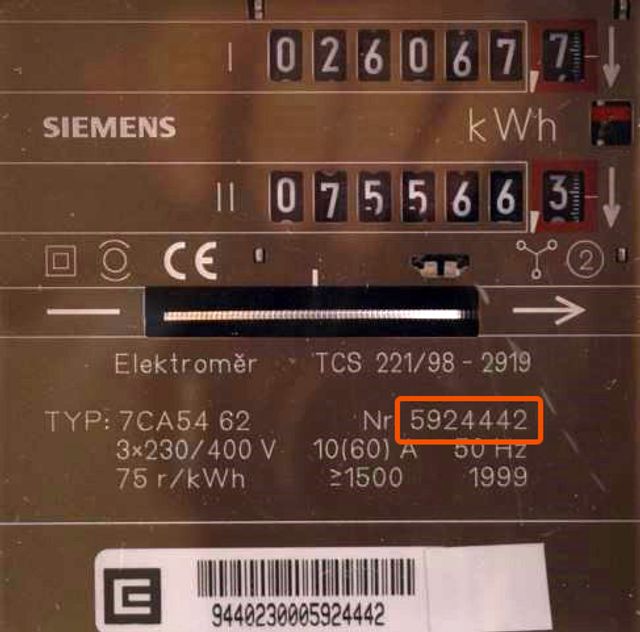 I 026067 7
SIEMENS kWh
II 075566 3
CE 2
Elektroměr TCS 221/98 - 2919
TYP: 7CA54 62 Nr 5924442
3×230/400 V 10(60) A 50 Hz
75 r/kWh ≥1500 1999
9440230005924442